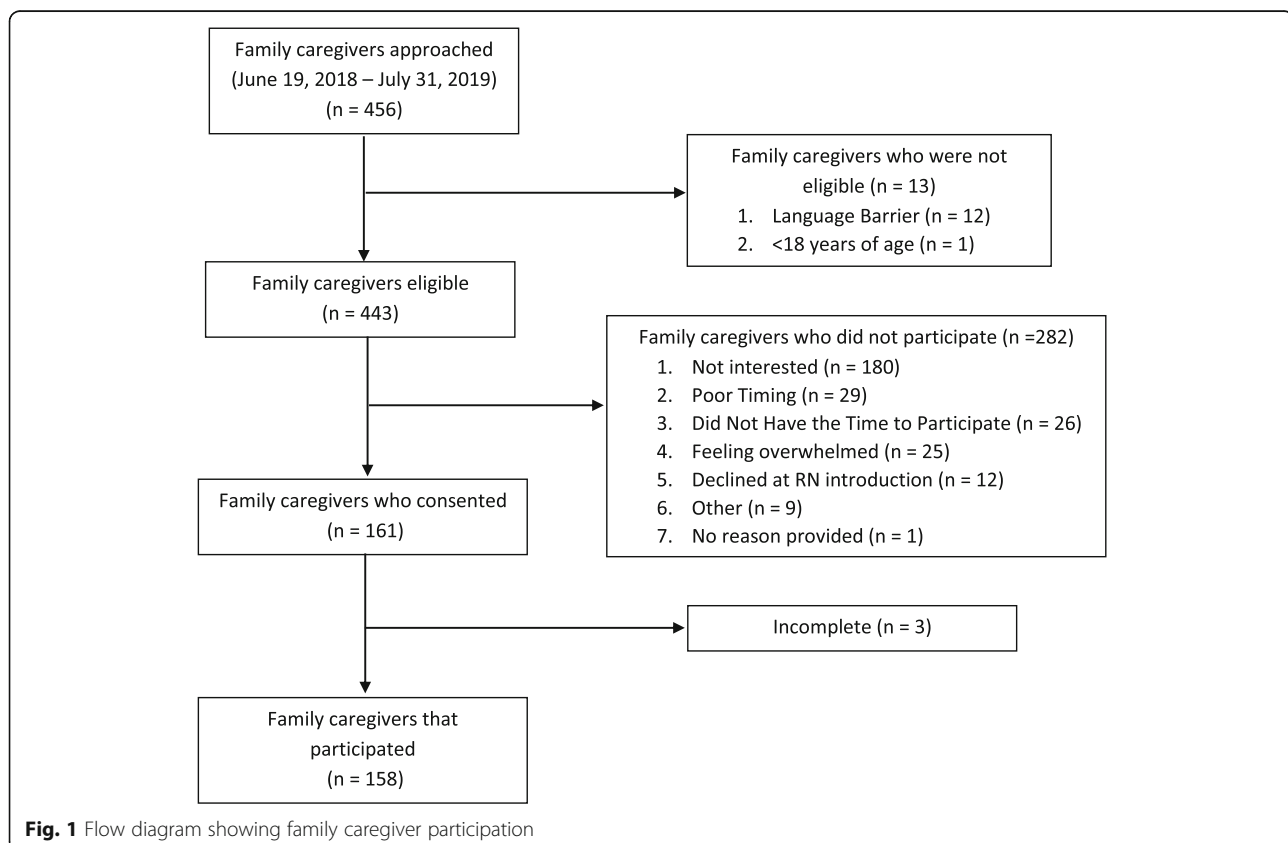 Family caregivers approached
(June 19, 2018 – July 31, 2019)
(n = 456)
Family caregivers who were not
eligible (n = 13)
1. Language Barrier (n = 12)
2. <18 years of age (n = 1)
Family caregivers eligible
(n = 443)
Family caregivers who did not participate (n =282)
1. Not interested (n = 180)
2. Poor Timing (n = 29)
3. Did Not Have the Time to Participate (n = 26)
4. Feeling overwhelmed (n = 25)
5. Declined at RN introduction (n = 12)
6. Other (n = 9)
7. No reason provided (n = 1)
Family caregivers who consented
(n = 161)
Incomplete (n = 3)
Family caregivers that
participated
(n = 158)
Fig. 1 Flow diagram showing family caregiver participation